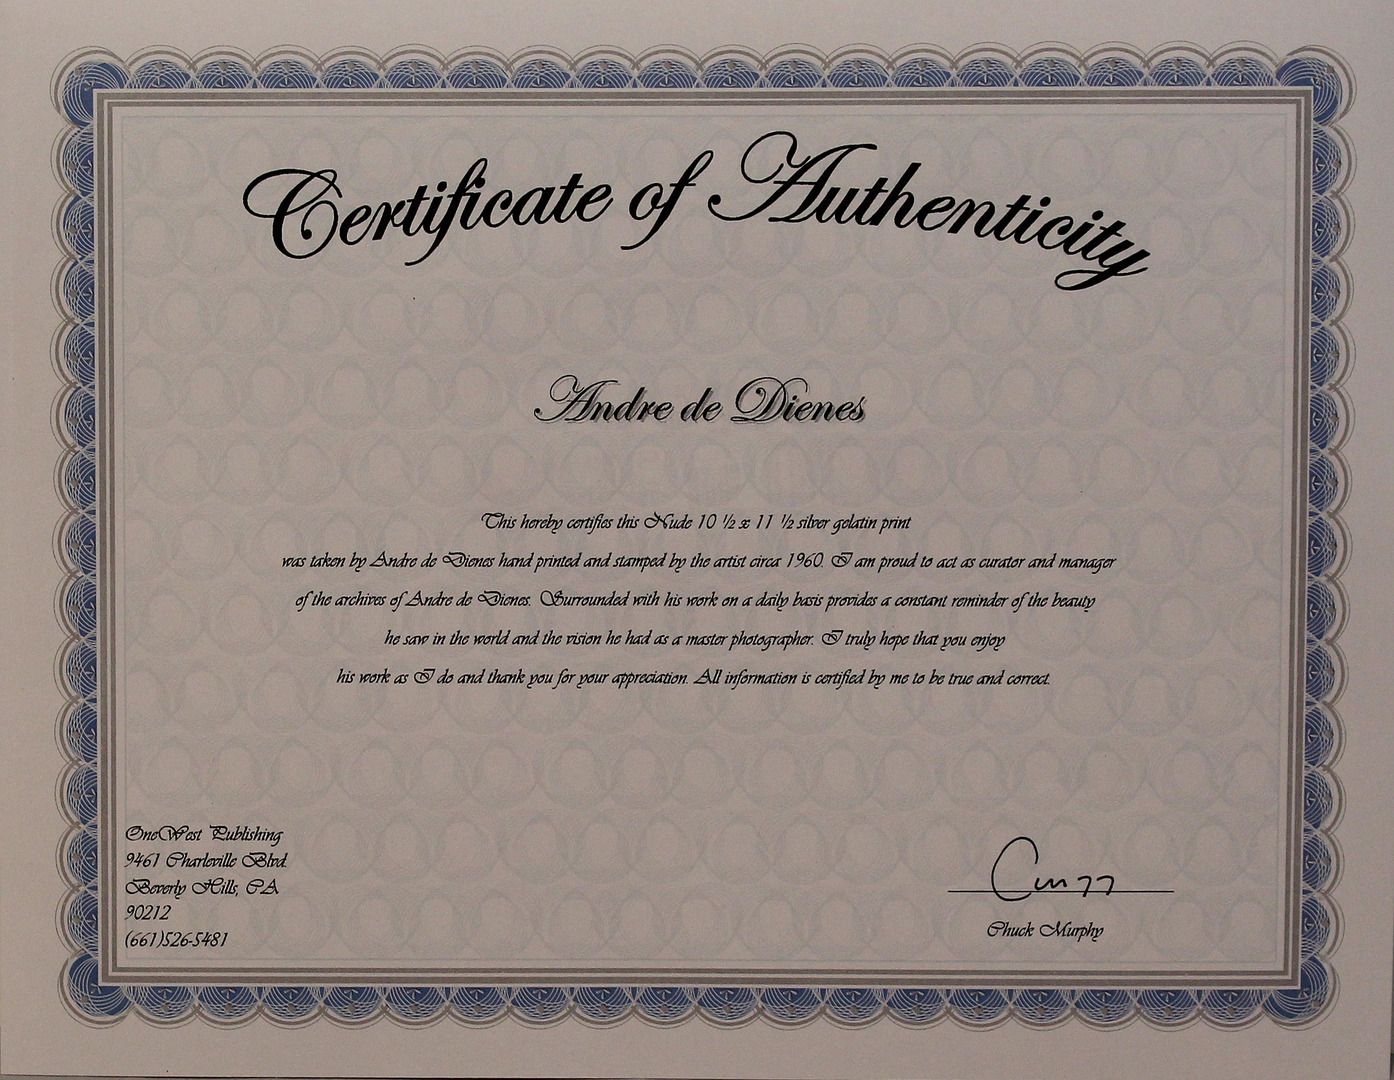 Certificate of Authenticity
Andre de Dienes
This hereby certifies this Nude 10 ½ x 11 ½ silver gelatin print
was taken by Andre de Dienes hand printed and stamped by the artist circa 1960. I am proud to act as curator and manager
of the archives of Andre de Dienes. Surrounded with his work on a daily basis provides a constant reminder of the beauty
he saw in the world and the vision he had as a master photographer. I truly hope that you enjoy
his work as I do and thank you for your appreciation. All information is certified by me to be true and correct.
OneWest Publishing
9461 Charleville Blvd.
Beverly Hills, CA
90212
(661)526-5481
Chuck Murphy